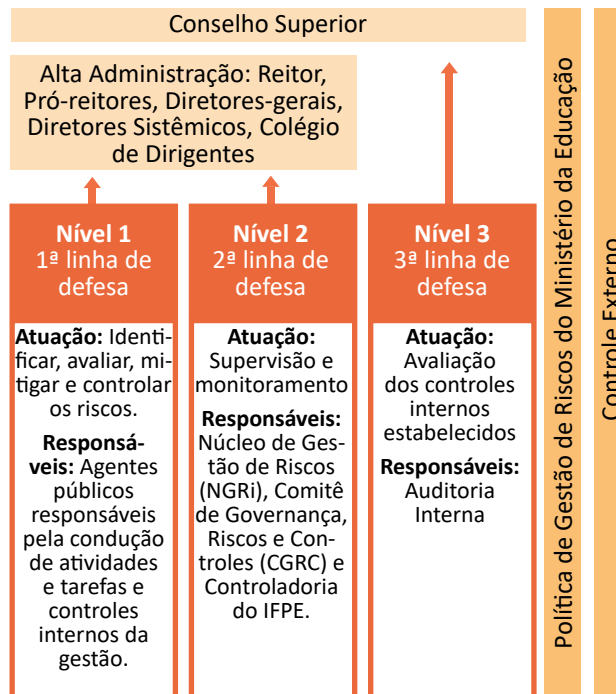 Conselho Superior
Alta Administração: Reitor,
Pró-reitores, Diretores-gerais,
Diretores Sistêmicos, Colégio
de Dirigentes
Nível 1
1ª linha de
defesa
Atuação: Identi-
ficar, avaliar, mi-
tigar e controlar
os riscos.
Responsá-
veis: Agentes
públicos
responsáveis
pela condução
de atividades
e tarefas e
controles
internos da
gestão.
Nível 2
2ª linha de
defesa
Atuação:
Supervisão e
monitoramento
Responsáveis:
Núcleo de Ges-
tão de Riscos
(NGRi), Comitê
de Governança,
Riscos e Con-
troles (CGRC) e
Controladoria
do IFPE.
Nível 3
3ª linha de
defesa
Atuação:
Avaliação
dos controles
internos
estabelecidos
Responsáveis:
Auditoria
Interna
Política de Gestão de Riscos do Ministério da Educação
Controle Externo